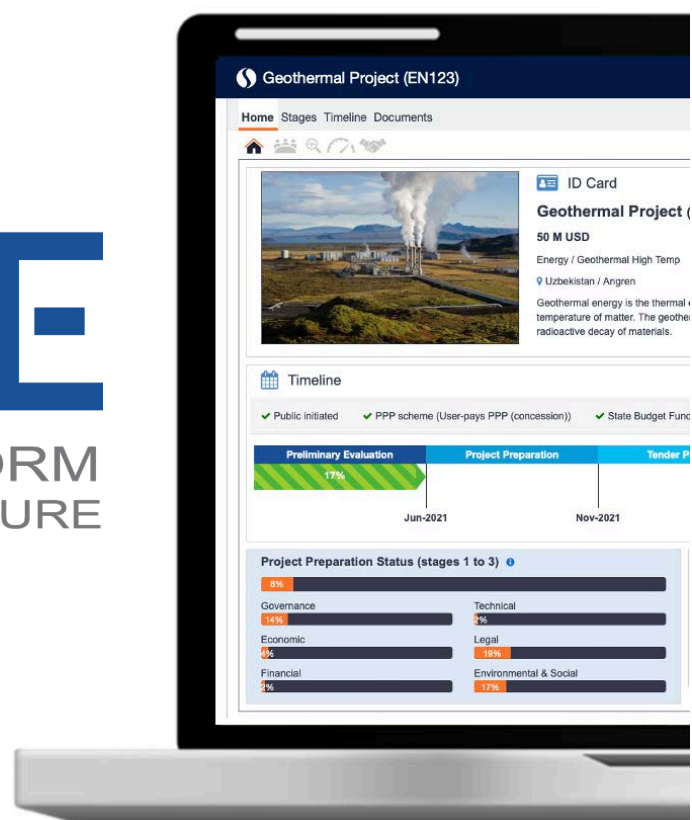 E
ORM
URE
Geothermal Project (EN123)
Home Stages Timeline Documents
ID Card
Geothermal Project (
50 M USD
Energy / Geothermal High Temp
Uzbekistan / Angren
Geothermal energy is the thermal
temperature of matter. The geother
radioactive decay of materials.
Timeline
Public initiated PPP scheme (User-pays PPP (concession)) State Budget Fund
Preliminary Evaluation Project Preparation Tender P
17%
Jun-2021 Nov-2021
Project Preparation Status (stages 1 to 3)
8%
Governance Technical
14% 2%
Economic Legal
4% 19%
Financial Environmental & Social
2% 17%